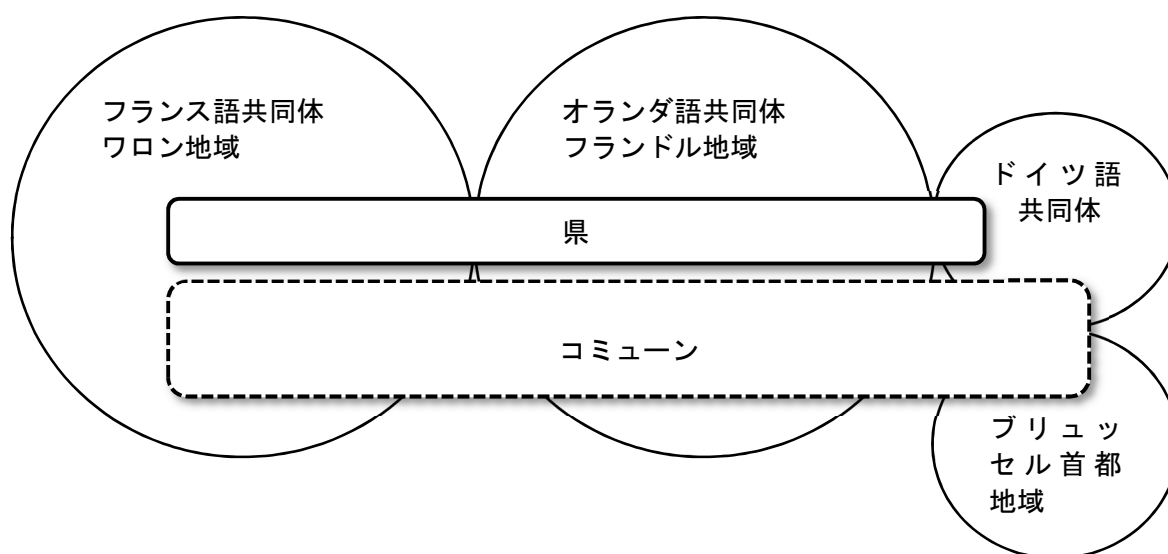 フランス語共同体
ワロン地域
オランダ語共同体
フランドル地域
ドイツ語
共同体
県
コミューン
ブリュッ
セル首都
地域